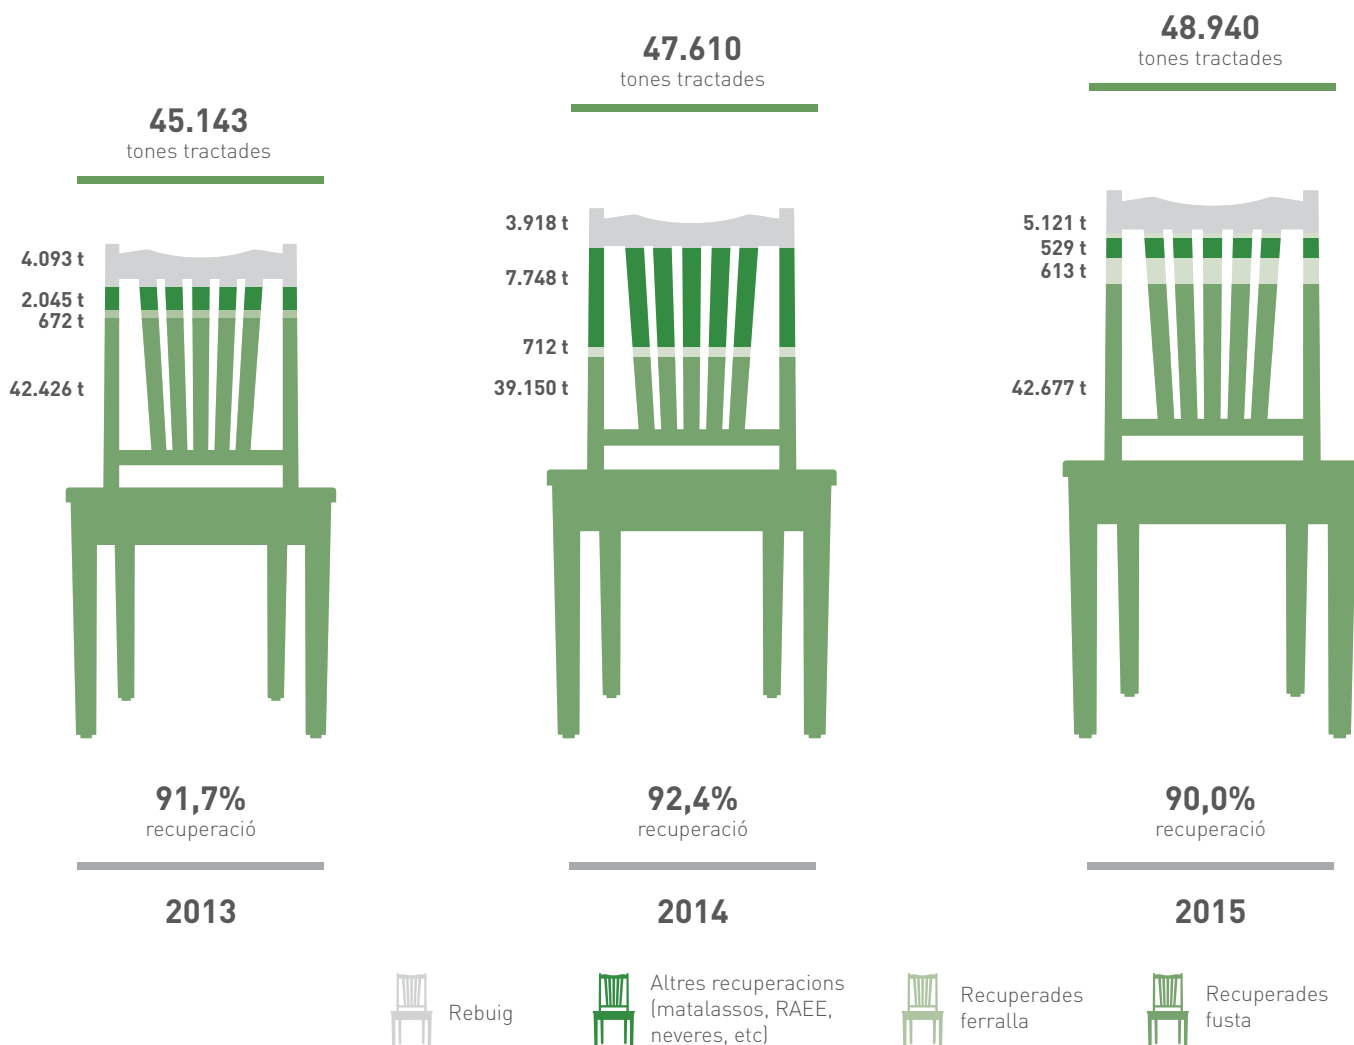 45.143
tones tractades
4.093 t
2.045 t
672 t
42.426 t
91,7%
recuperació
2013
47.610
tones tractades
3.918 t
7.748 t
712 t
39.150 t
92,4%
recuperació
2014
48.940
tones tractades
5.121 t
529 t
613 t
42.677 t
90,0%
recuperació
2015
Rebuig
Altres recuperacions
(matalassos, RAEE,
neveres, etc)
Recuperades
ferralla
Recuperades
fusta